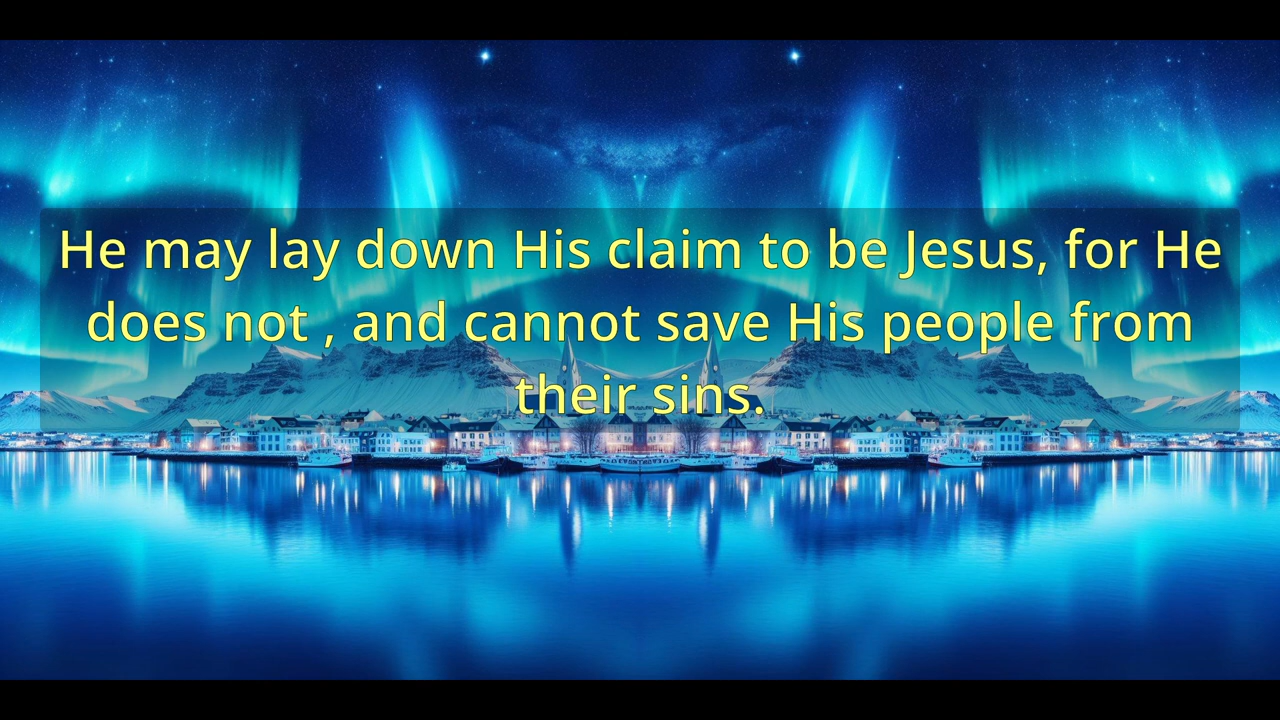 He may lay down His claim to be Jesus, for He
does not , and cannot save His people from
their sins.